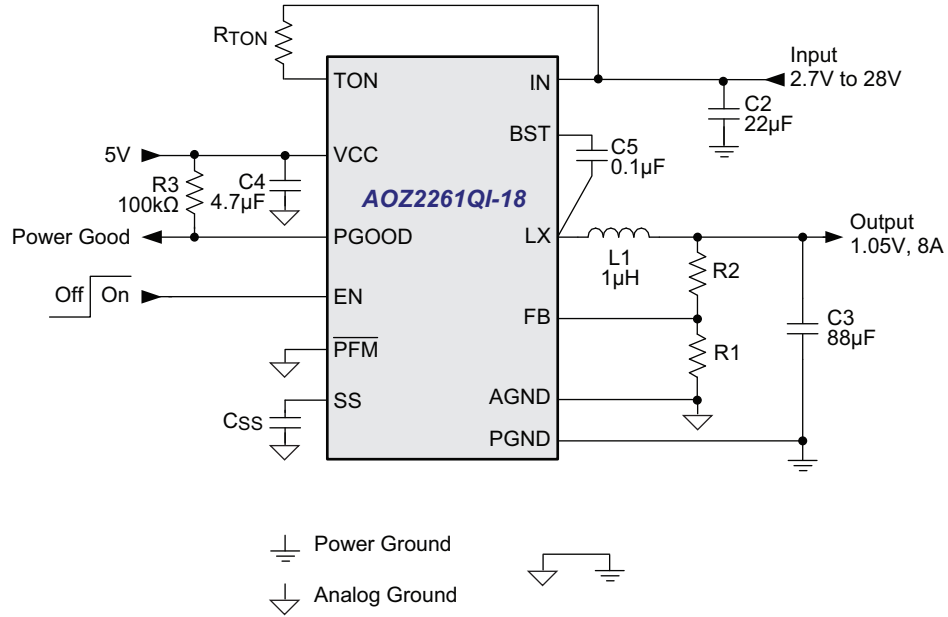 RTON
TON
IN
Input
2.7V to 28V
C2
22µF
BST
C5
0.1µF
5V
VCC
R3
100kΩ
C4
4.7µF
AOZ2261QI-18
Power Good
PGOOD
LX
L1
1µH
Output
1.05V, 8A
R2
Off On
EN
FB
C3
88µF
R1
PFM
SS
AGND
CSS
PGND
Power Ground
Analog Ground